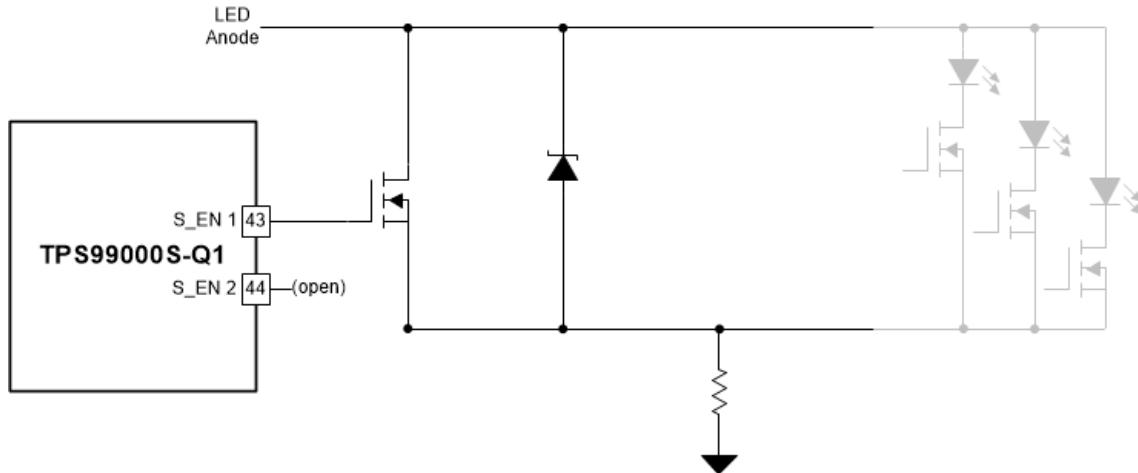 LED
Anode
S_EN 1 43
TPS99000S-Q1
S_EN 2 44 (open)